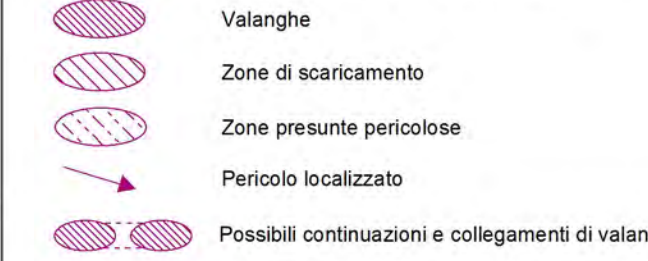 Valanghe
Zone di scaricamento
Zone presunte pericolose
Pericolo localizzato
Possibili continuazioni e collegamenti di valan